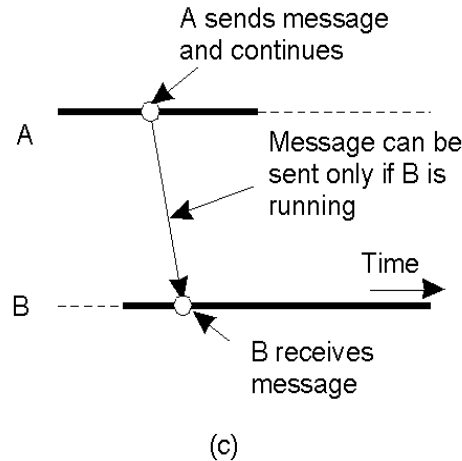 A sends message
and continues
A
Message can be
sent only if B is
running
Time
B
B receives
message
(c)